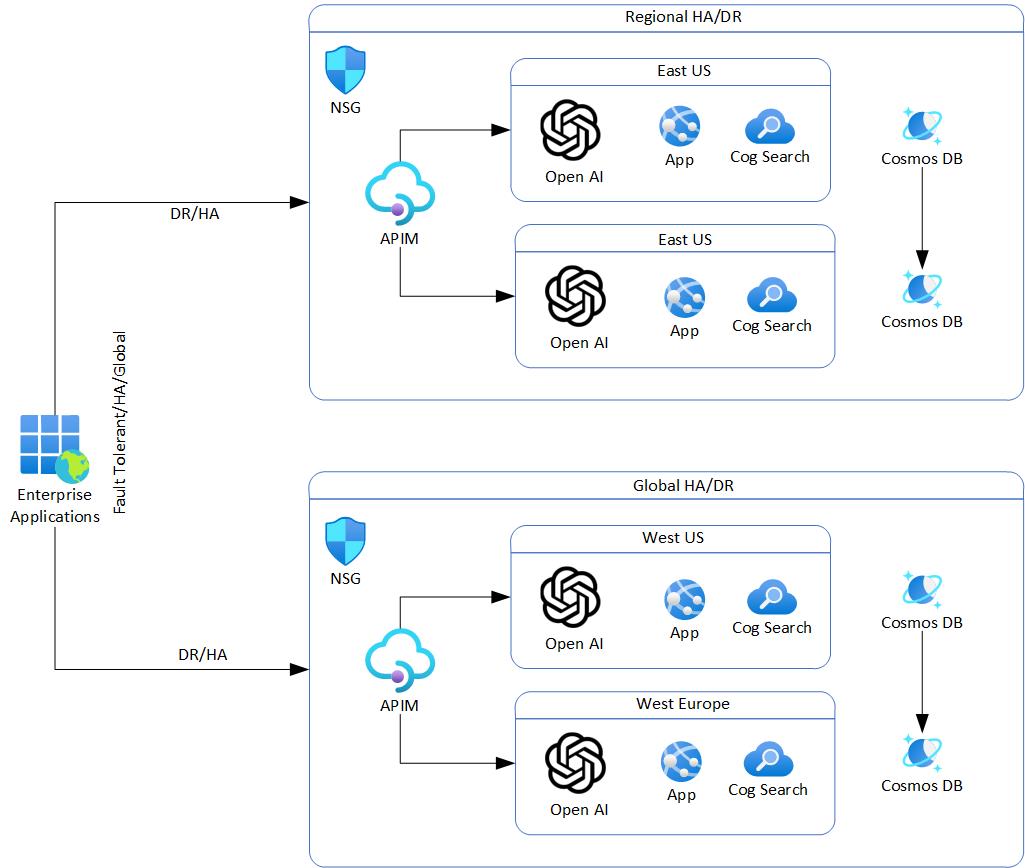 Regional HA/DR
NSG
East US
Open AI
App
Cog Search
Cosmos DB
DR/HA
APIM
East US
Open AI
App
Cog Search
Cosmos DB
Fault Tolerant/HA/Global
Enterprise
Applications
Global HA/DR
NSG
West US
Open AI
App
Cog Search
Cosmos DB
DR/HA
APIM
West Europe
Open AI
App
Cog Search
Cosmos DB